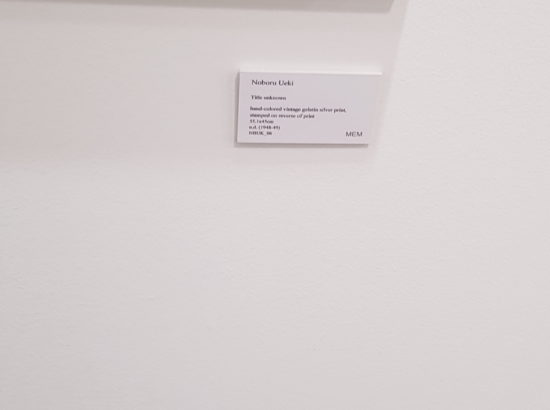 Noboru Ueki
Title unknown
hand-colored vintage gelatin silver print,
stamped on reverse of print
n.d. (1948-49)
MEM